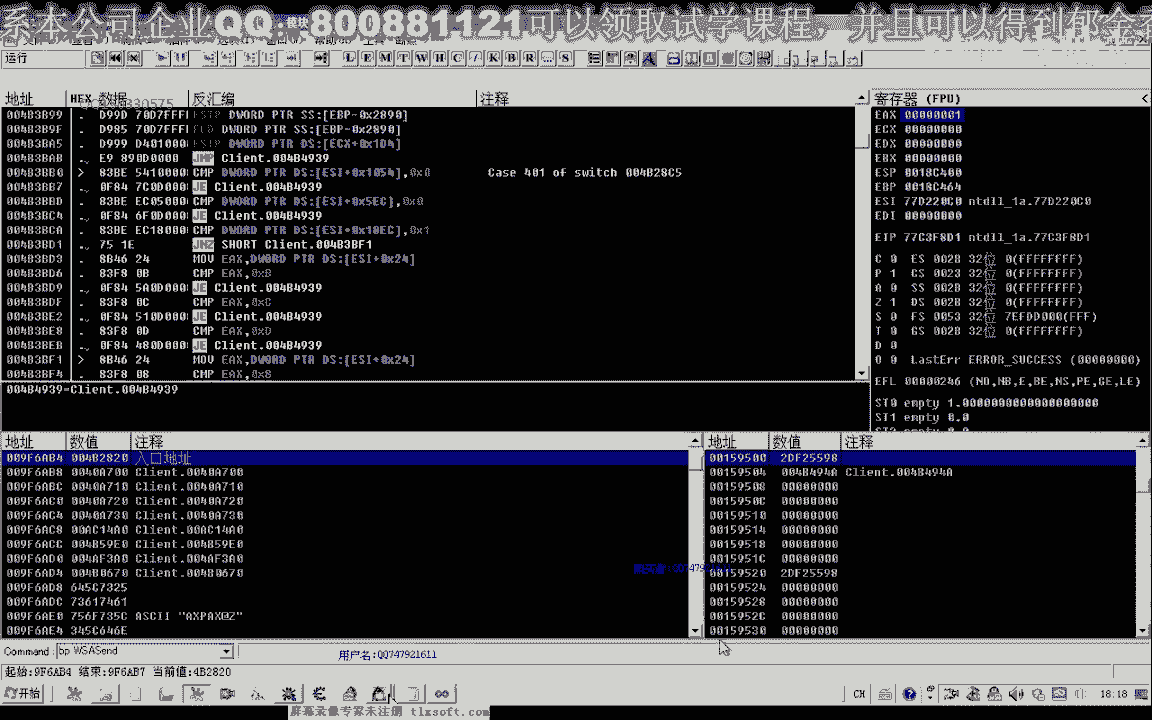 系本公司企业QQ:800881121可以领取试学课程，并且可以得到郁金香
运行
L E M T W H C / K B R ... S
地址 HEX 数据 反汇编 注释
004B3B99 . D99D 70D7FFFF FSTP DWORD PTR SS:[EBP-0x2890]
004B3B9F . D985 70D7FFFF FLD DWORD PTR SS:[EBP-0x2890]
004B3BA5 . D999 D4010000 FSTP DWORD PTR DS:[ECX+0x1D4]
004B3BAB . E9 890D0000 JMP Client.004B4939
004B3BB0 > 83BE 54100000 CMP DWORD PTR DS:[ESI+0x1054],0x0 Case 401 of switch 004B28C5
004B3BB7 . 0F84 7C0D0000 JE Client.004B4939
004B3BBD . 83BE EC050000 CMP DWORD PTR DS:[ESI+0x5EC],0x0
004B3BC4 . 0F84 6F0D0000 JE Client.004B4939
004B3BCA . 83BE EC180000 CMP DWORD PTR DS:[ESI+0x18EC],0x1
004B3BD1 . 75 1E JNZ SHORT Client.004B3BF1
004B3BD3 . 8B46 24 MOV EAX,DWORD PTR DS:[ESI+0x24]
004B3BD6 . 83F8 0B CMP EAX,0xB
004B3BD9 . 0F84 5A0D0000 JE Client.004B4939
004B3BDF . 83F8 0C CMP EAX,0xC
004B3BE2 . 0F84 510D0000 JE Client.004B4939
004B3BE8 . 83F8 0D CMP EAX,0xD
004B3BEB . 0F84 480D0000 JE Client.004B4939
004B3BF1 > 8B46 24 MOV EAX,DWORD PTR DS:[ESI+0x24]
004B3BF4 . 83F8 08 CMP EAX,0x8
004B4939=Client.004B4939
寄存器 (FPU)
EAX 00000001
ECX 00000000
EDX 00000000
EBX 00000000
ESP 0018C400
EBP 0018C464
ESI 77D220C0 ntdll_1a.77D220C0
EDI 00000000
EIP 77C3F8D1 ntdll_1a.77C3F8D1
C 0 ES 002B 32位 0(FFFFFFFF)
P 1 CS 0023 32位 0(FFFFFFFF)
A 0 SS 002B 32位 0(FFFFFFFF)
Z 1 DS 002B 32位 0(FFFFFFFF)
S 0 FS 0053 32位 7EFDD000(FFF)
T 0 GS 002B 32位 0(FFFFFFFF)
D 0
O 0 LastErr ERROR_SUCCESS (00000000)
EFL 00000246 (NO,NB,E,BE,NS,PE,GE,LE)
ST0 empty 1.0000000000000000000
ST1 empty 0.0
地址 数值 注释
009F6AB4 004B2820 入口地址
009F6AB8 0040A700 Client.0040A700
009F6ABC 0040A710 Client.0040A710
009F6AC0 0040A720 Client.0040A720
009F6AC4 0040A730 Client.0040A730
009F6AC8 00AC14A0 Client.00AC14A0
009F6ACC 004B59E0 Client.004B59E0
009F6AD0 004AF3A0 Client.004AF3A0
009F6AD4 004B0670 Client.004B0670
009F6AD8 645C7325
009F6ADC 73617461
009F6AE0 756F735C ASCII "AXPAX@Z"
009F6AE4 345C646E
地址 数值 注释
00159500 2DF25598
00159504 004B494A Client.004B494A
00159508 00000000
0015950C 00000000
00159510 00000000
00159514 00000000
00159518 00000000
0015951C 00000000
00159520 2DF25598
00159524 00000000
00159528 00000000
0015952C 00000000
00159530 00000000
Command: bp WSASend
用户名:QQ747921611
起始:9F6AB4 结束:9F6AB7 当前值:4B2820
开始
CH
18:18
屏幕录像专家未注册 tlxsoft.com